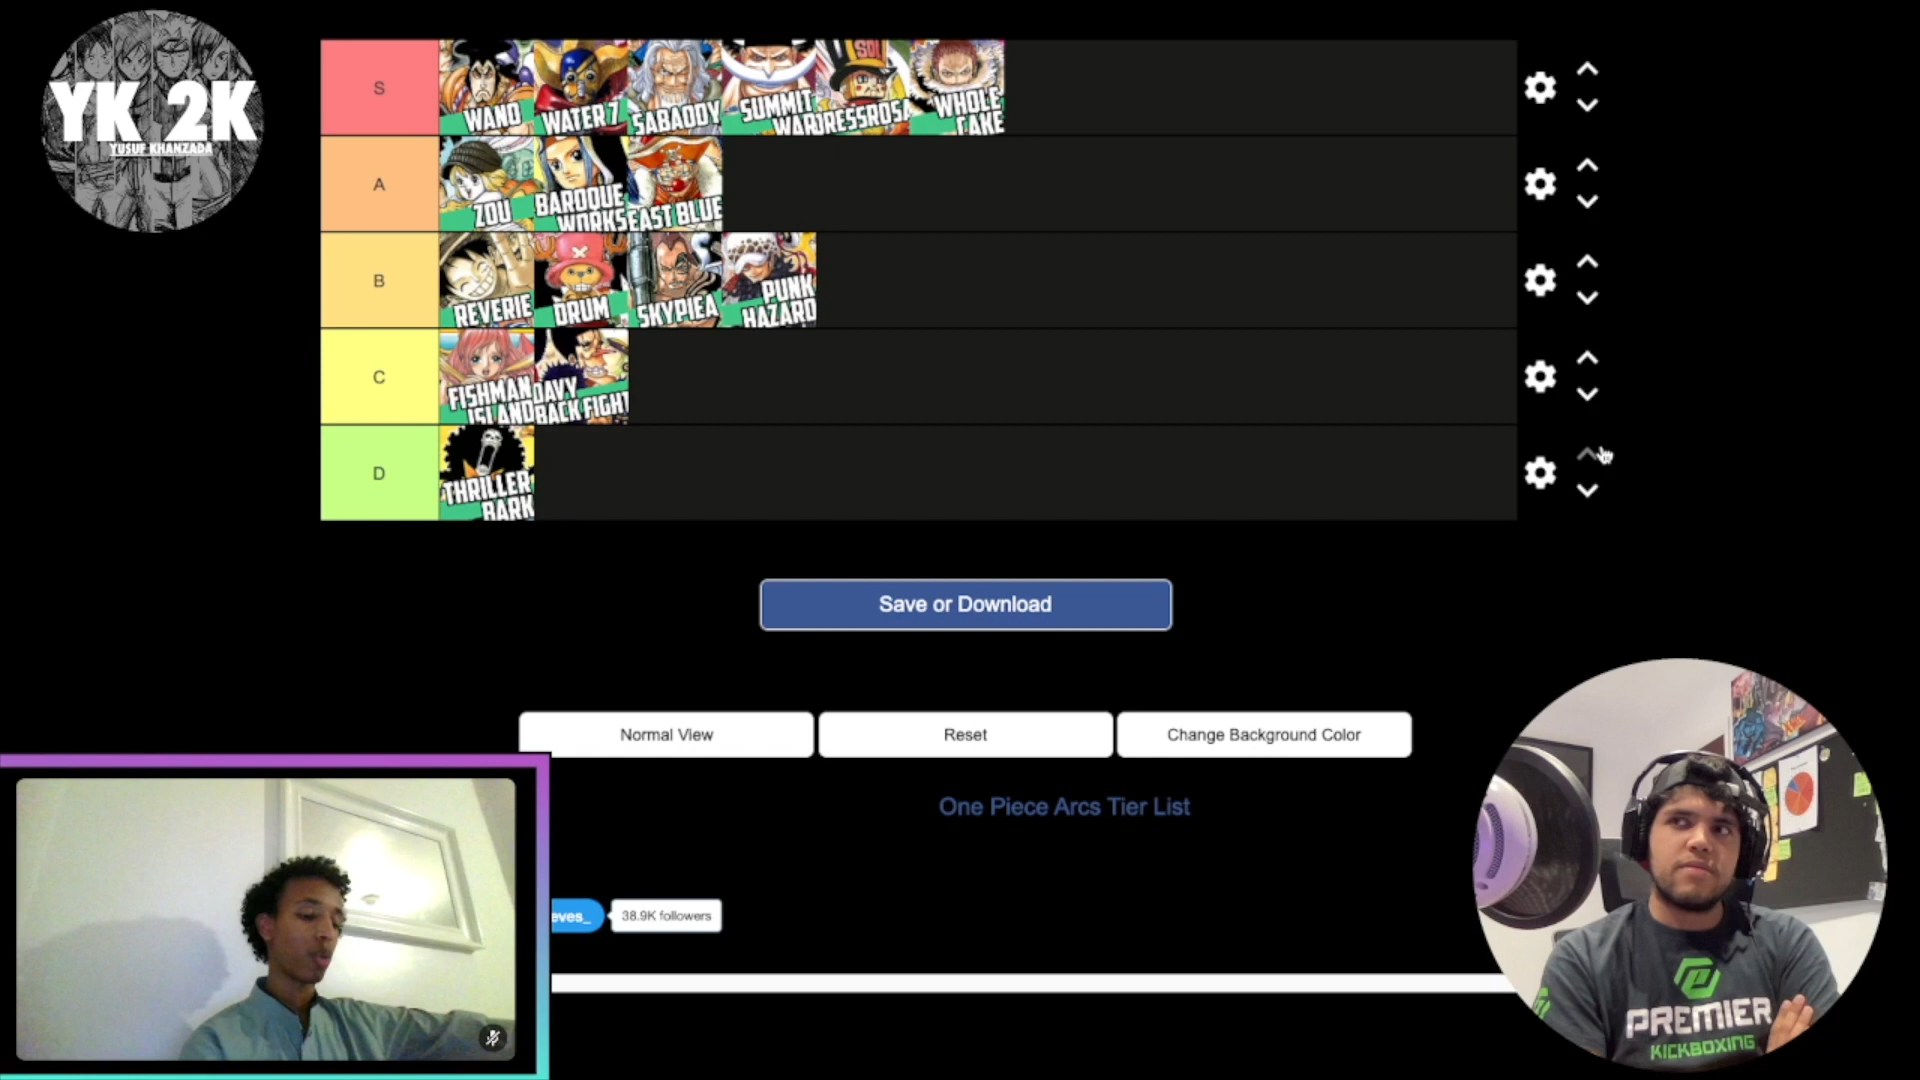 YK 2K
YUSUF KHANZADA
S
WANO
WATER 7
SABAODY
SUMMIT
WAR
DRESSROSA
WHOLE
CAKE
A
ZOU
BAROQUE
WORKS
EAST BLUE
B
REVERIE
DRUM
SKYPIEA
PUNK
HAZARD
C
FISHMAN
ISLAND
DAVY
BACK FIGHT
D
THRILLER
BARK
Save or Download
Normal View
Reset
Change Background Color
One Piece Arcs Tier List
eves_
38.9K followers
PREMIER
KICKBOXING